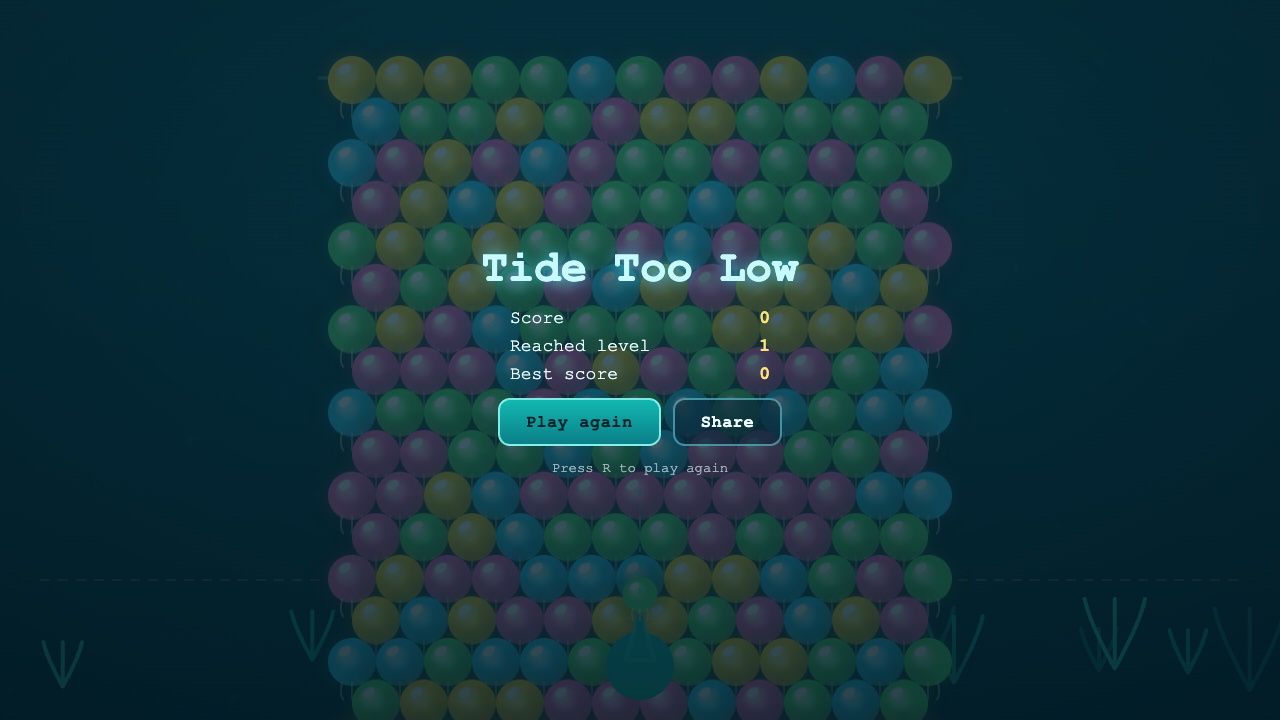 Tide Too Low
Score 0
Reached level 1
Best score 0
Play again Share
Press R to play again